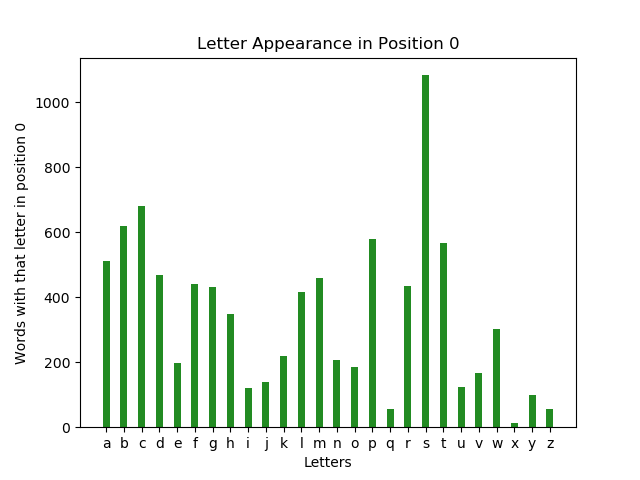 Letter Appearance in Position 0
Words with that letter in position 0
1000
800
600
400
200
0
a b c d e f g h i j k l m n o p q r s t u v w x y z
Letters